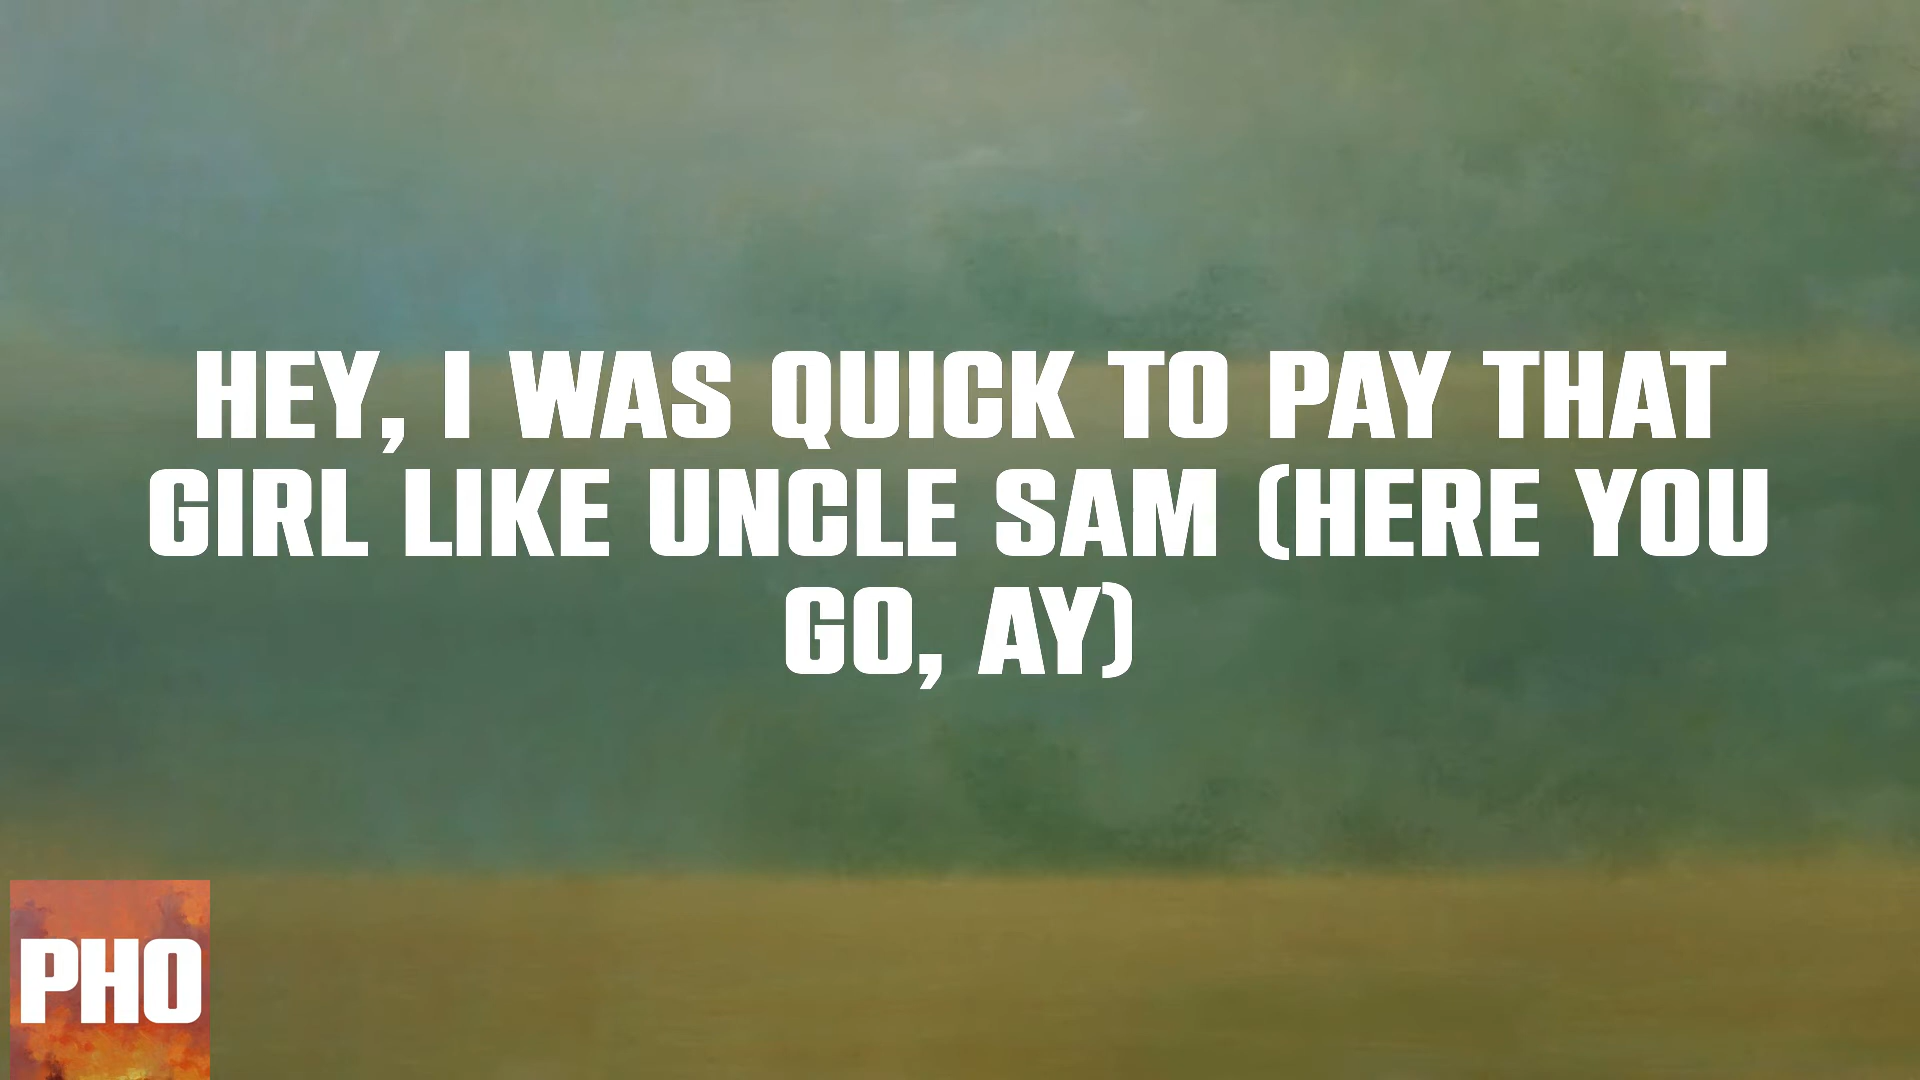 HEY, I WAS QUICK TO PAY THAT
GIRL LIKE UNCLE SAM (HERE YOU
GO, AY)
PHO